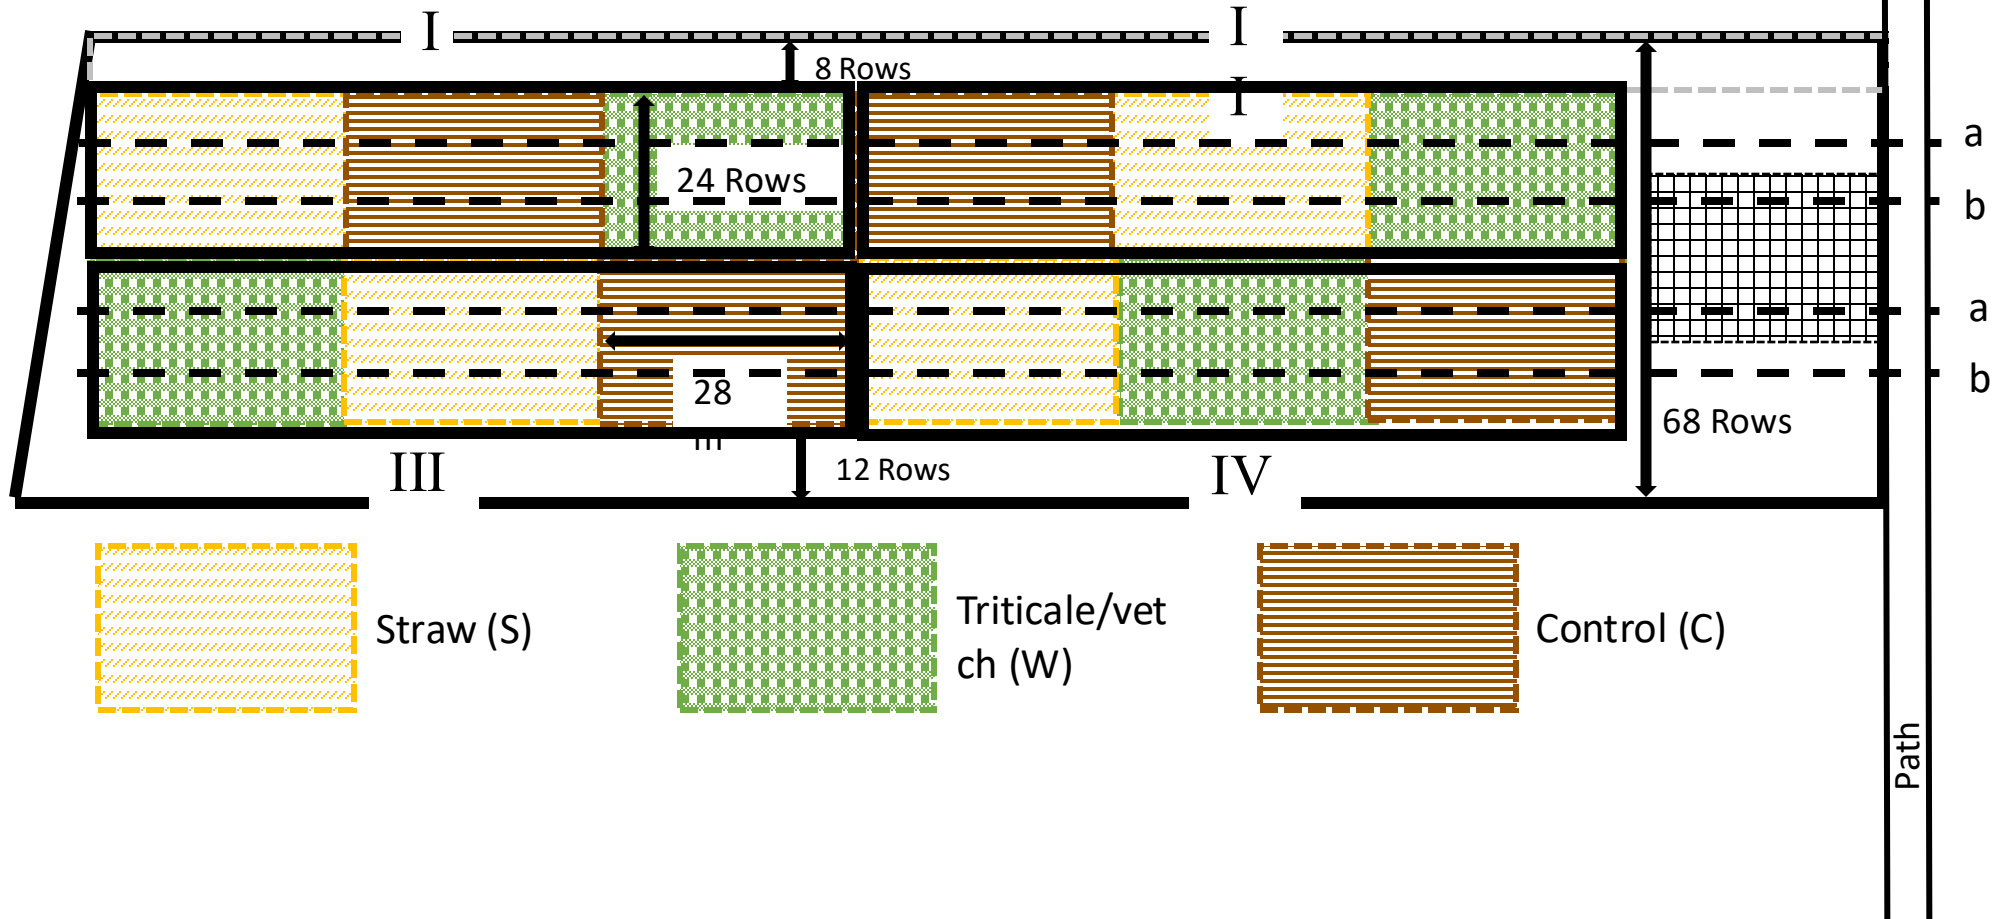 I
I
I
8 Rows
a
24 Rows
b
a
28
m
b
68 Rows
III
12 Rows
IV
Straw (S)
Triticale/vet
ch (W)
Control (C)
Path